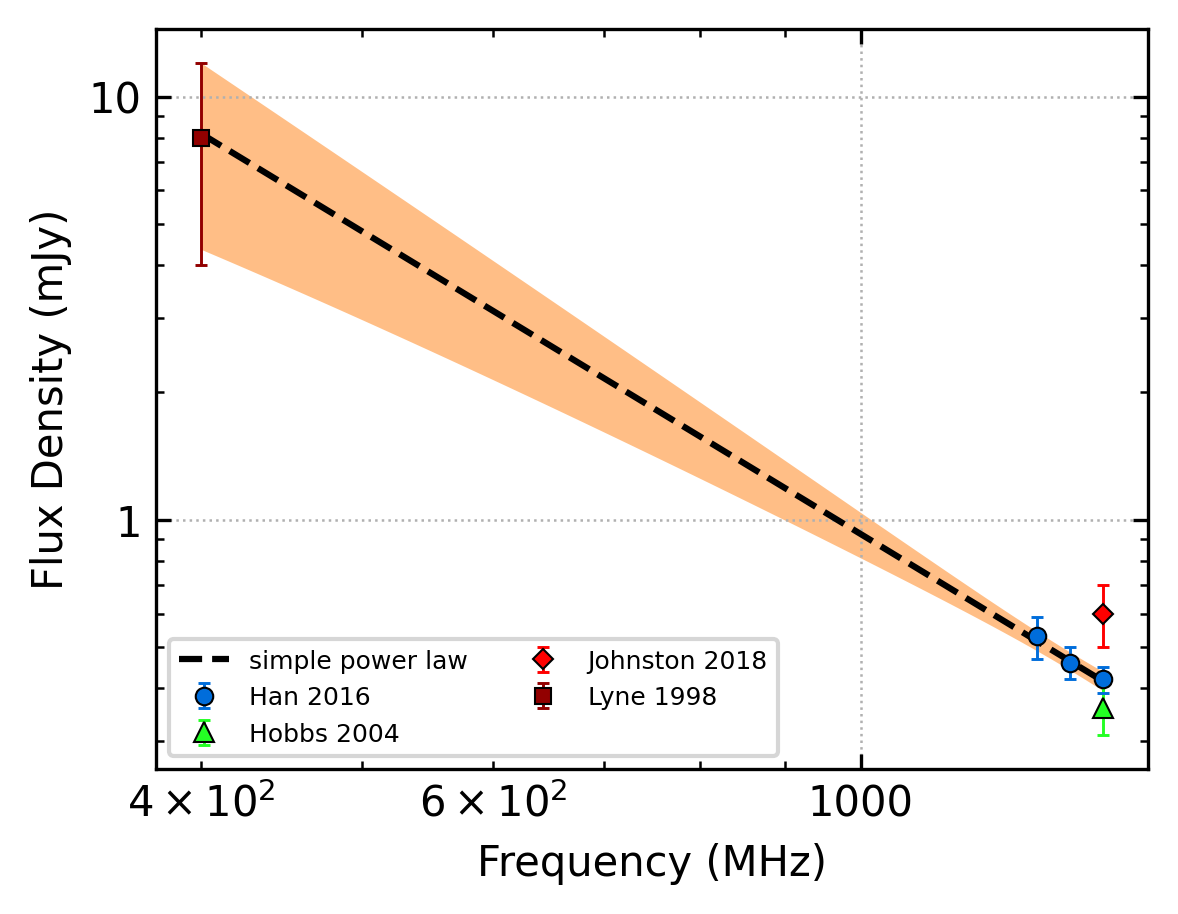 10
1
Flux Density (mJy)
simple power law
Han 2016
Hobbs 2004
Johnston 2018
Lyne 1998
4 × 10²
6 × 10²
1000
Frequency (MHz)